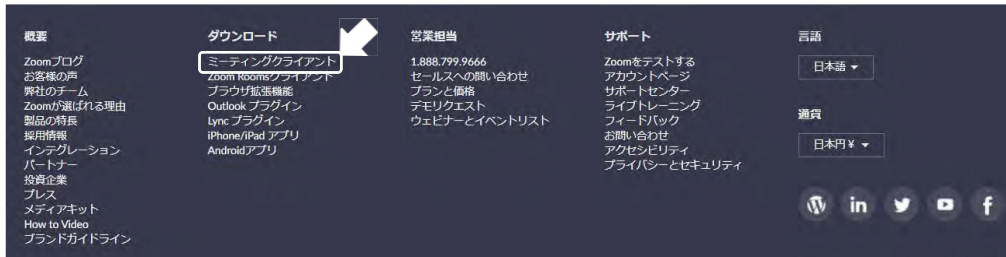 概要
Zoomブログ
お客様の声
弊社のチーム
Zoomが選ばれる理由
製品の特長
採用情報
インテグレーション
パートナー
投資企業
プレス
メディアキット
How to Video
ブランドガイドライン
ダウンロード
ミーティングクライアント
Zoom Roomsクライアント
ブラウザ拡張機能
Outlook プラグイン
Lync プラグイン
iPhone/iPad アプリ
Androidアプリ
営業担当
1.888.799.9666
セールスへの問い合わせ
プランと価格
デモリクエスト
ウェビナーとイベントリスト
サポート
Zoomをテストする
アカウントページ
サポートセンター
ライブトレーニング
フィードバック
お問い合わせ
アクセシビリティ
プライバシーとセキュリティ
言語
日本語
通貨
日本円¥